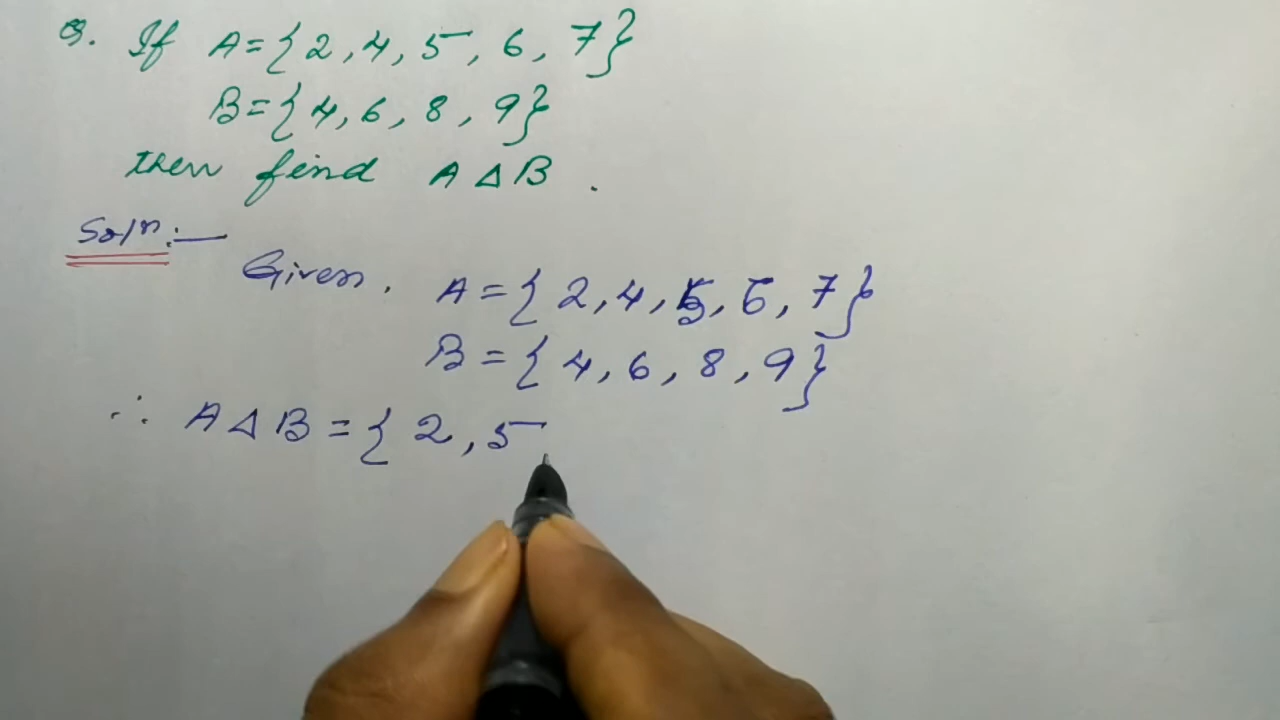 Q. If A={2,4,5,6,7}
B={4,6,8,9}
then find A Δ B.
Soln:—
Given, A={2,4,5,6,7}
B={4,6,8,9}
∴ A Δ B={2,5